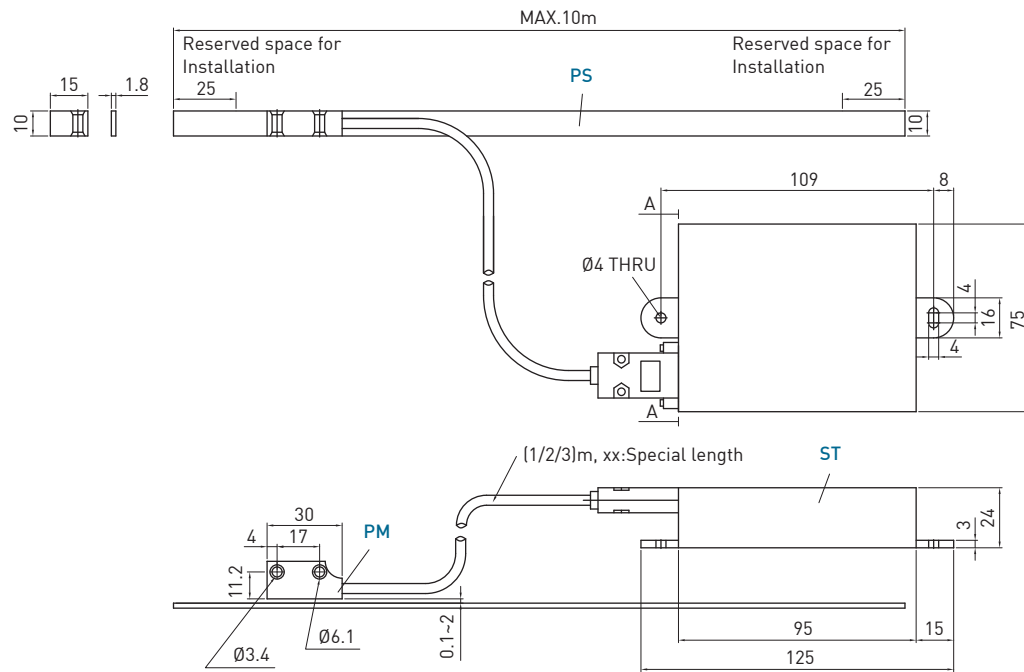 MAX.10m
Reserved space for
Installation
Reserved space for
Installation
PS
25
25
15
1.8
10
10
109
8
A
Ø4 THRU
4
16
75
4
A
(1/2/3)m, xx:Special length
ST
30
4
17
PM
11.2
3
24
0.1~2
Ø6.1
Ø3.4
95
15
125